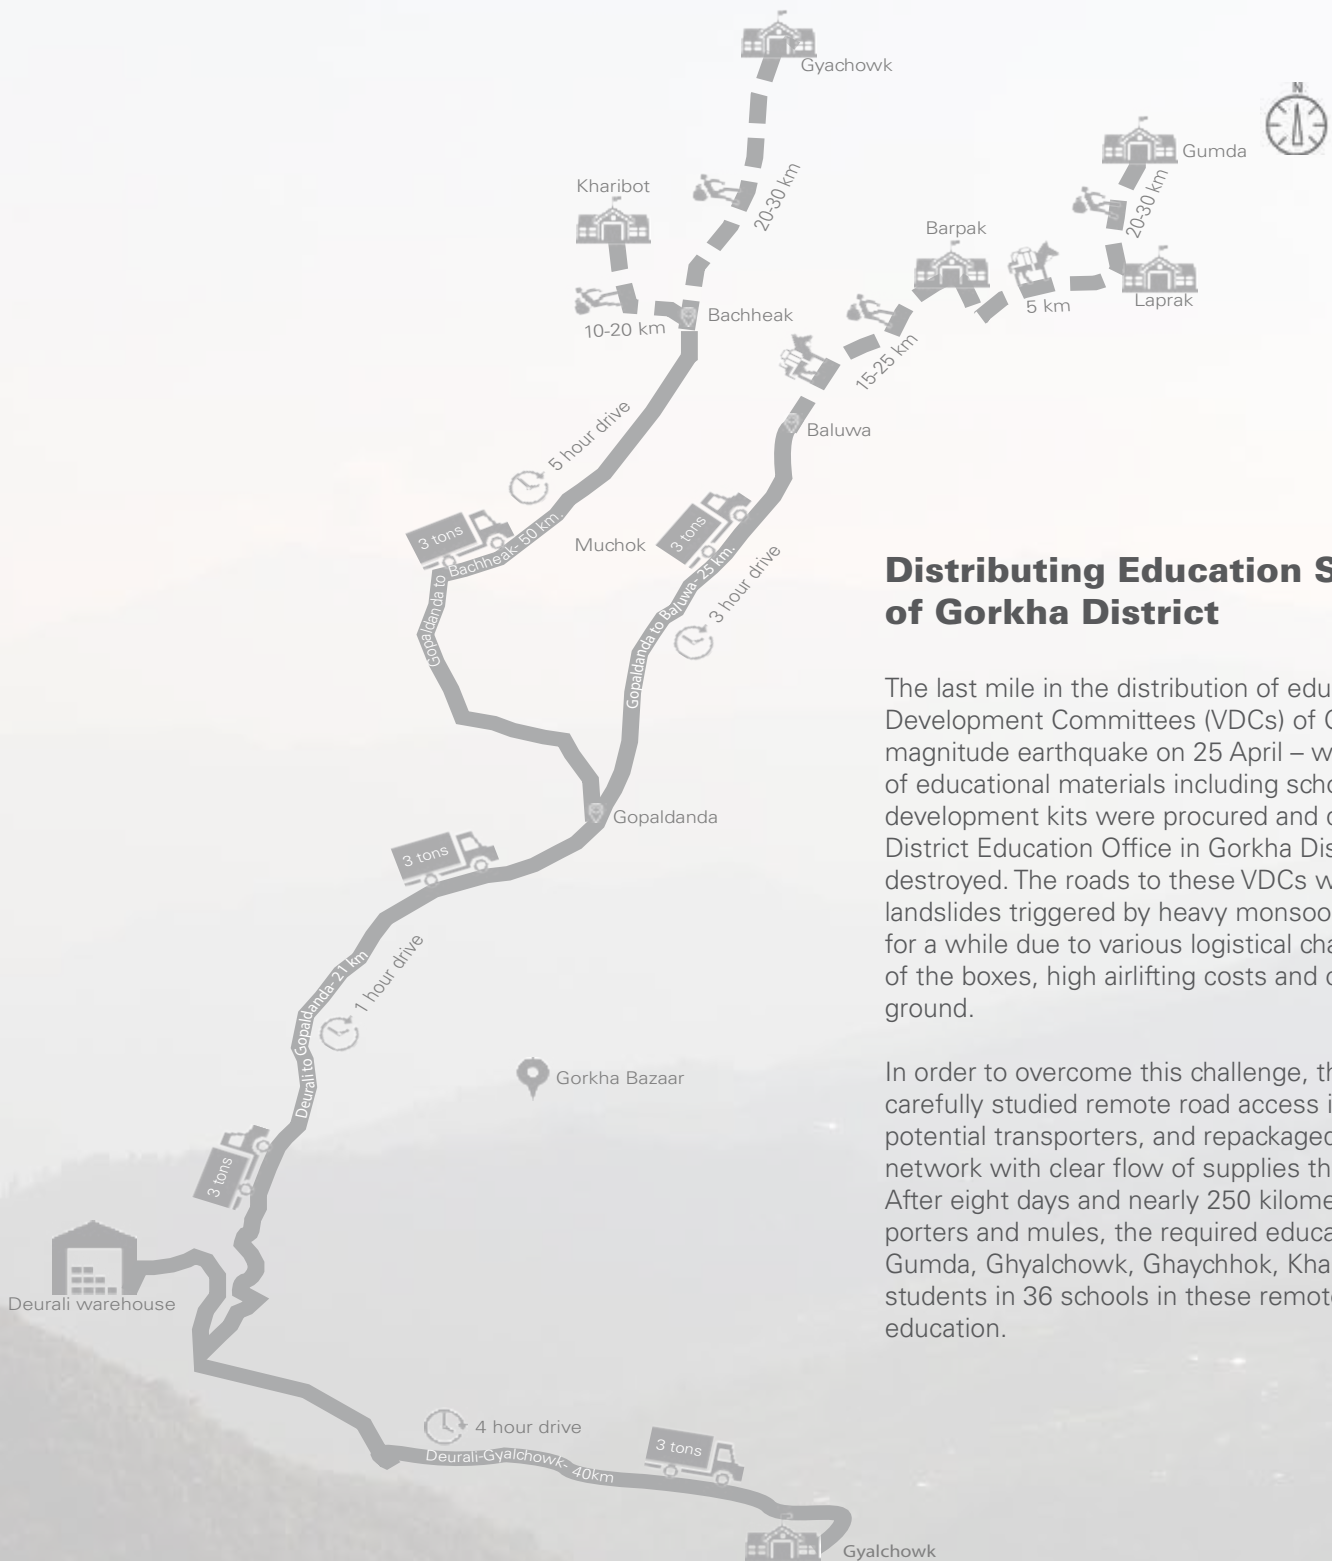 Gyachowk
N
Gumda
Kharibot
20-30 km
20-30 km
Barpak
Laprak
5 km
10-20 km
Bachheak
15-25 km
Baluwa
5 hour drive
3 tons
Gopaldanda to Bachheak- 50 km.
Muchok
3 tons
Gopaldanda to Baluwa- 25 km.
3 hour drive
Gopaldanda
3 tons
Deurali to Gopaldanda- 21 km
1 hour drive
Gorkha Bazaar
3 tons
Deurali warehouse
4 hour drive
Deurali-Gyalchowk- 40km
3 tons
Gyalchowk
Distributing Education S
of Gorkha District
The last mile in the distribution of edu
Development Committees (VDCs) of G
magnitude earthquake on 25 April – w
of educational materials including scho
development kits were procured and d
District Education Office in Gorkha Dis
destroyed. The roads to these VDCs w
landslides triggered by heavy monsoo
for a while due to various logistical cha
of the boxes, high airlifting costs and c
ground.
In order to overcome this challenge, th
carefully studied remote road access i
potential transporters, and repackaged
network with clear flow of supplies th
After eight days and nearly 250 kilome
porters and mules, the required educa
Gumda, Ghyalchowk, Ghaychhok, Kha
students in 36 schools in these remote
education.